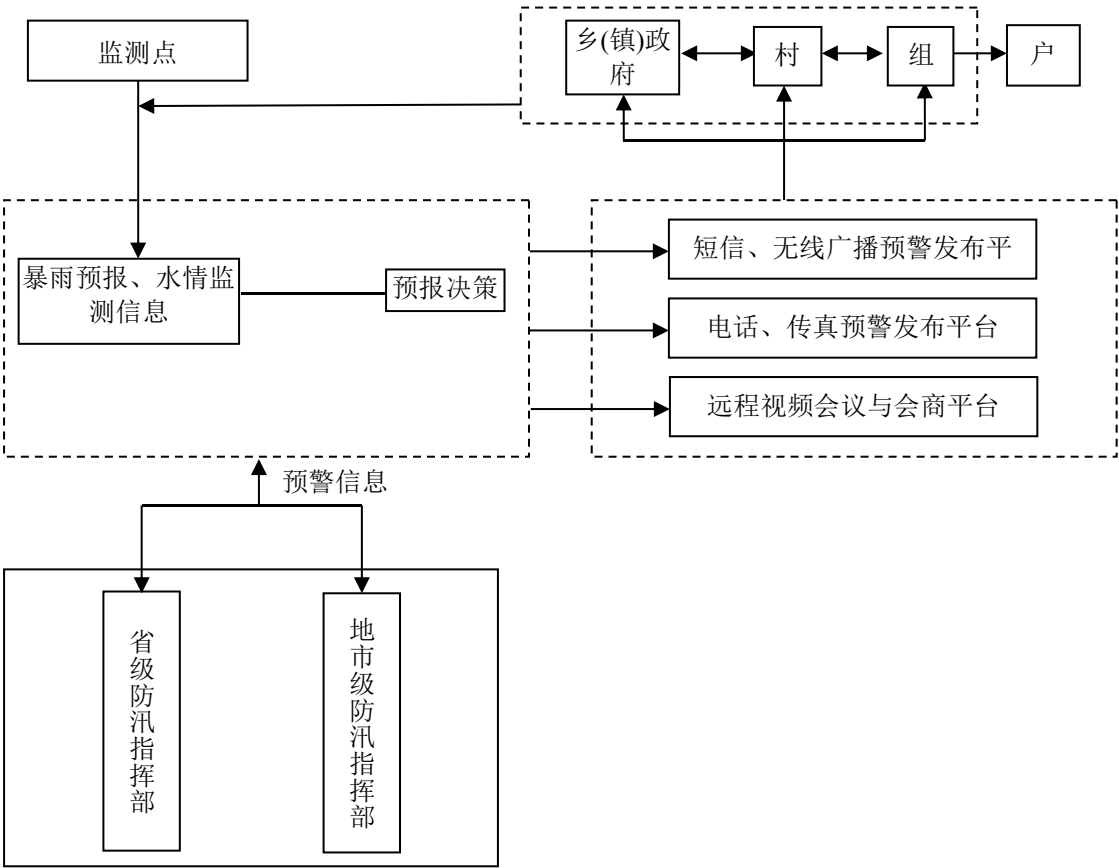 监测点
乡(镇)政
府
村
组
户
暴雨预报、水情监
测信息
预报决策
短信、无线广播预警发布平
电话、传真预警发布平台
远程视频会议与会商平台
预警信息
省级防汛指挥部
地市级防汛指挥部